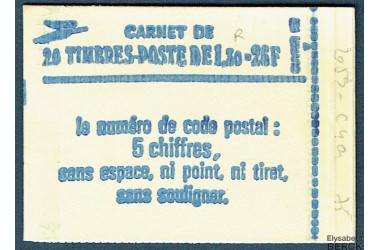 CARNET DE
20 TIMBRES-POSTE DE 1,30-26F
le numéro de code postal :
5 chiffres,
sans espace, ni point, ni tiret,
sans souligner.
R
Elysabeth
BERCK